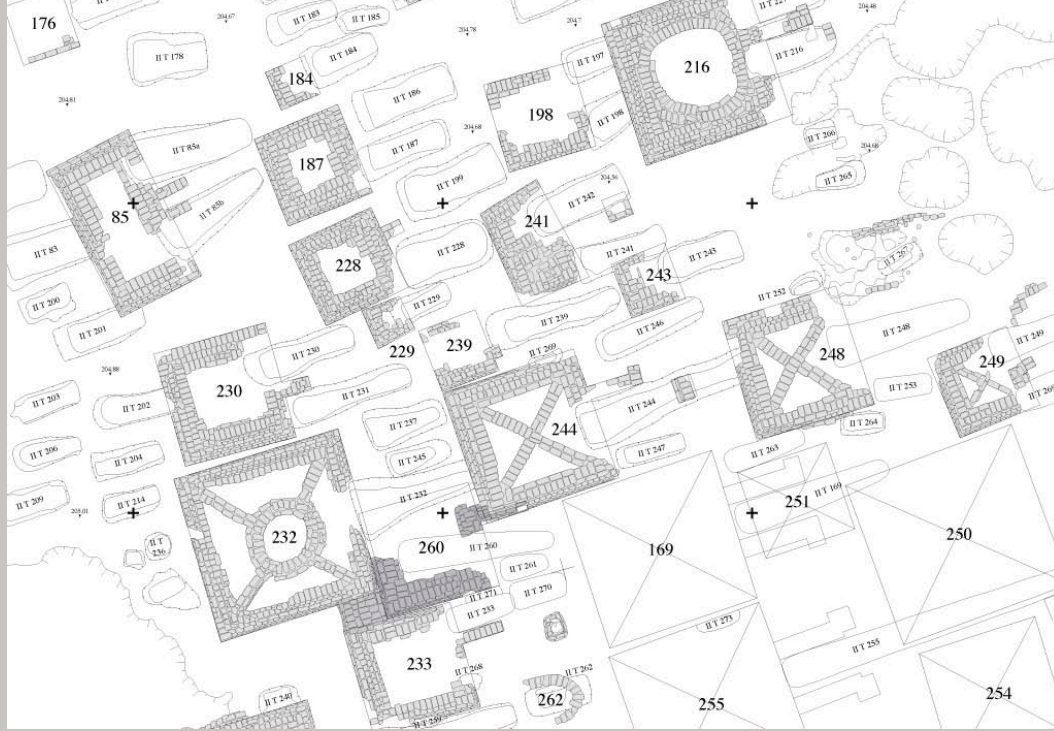 176
II T 183
II T 185
204.67
204.78
204.7
204.48
II T 178
184
II T 184
II T 197
216
II T 216
204.81
II T 186
198
II T 198
204.68
II T 85a
187
II T 187
II T 266
204.66
II T 199
204.56
II T 242
II T 265
85
II T 85b
241
II T 83
II T 228
II T 241
II T 243
228
243
II T 200
II T 229
II T 252
II T 201
II T 239
II T 246
II T 248
229
239
II T 269
248
II T 249
249
II T 230
204.88
230
II T 231
II T 253
II T 203
II T 202
II T 244
II T 237
244
II T 264
II T 206
II T 204
II T 245
II T 247
II T 263
II T 209
II T 214
II T 232
II T 169
251
205.03
232
250
II T 236
260
II T 260
169
II T 261
II T 270
II T 271
II T 233
II T 273
II T 255
233
II T 268
II T 262
II T 240
262
255
254
II T 259